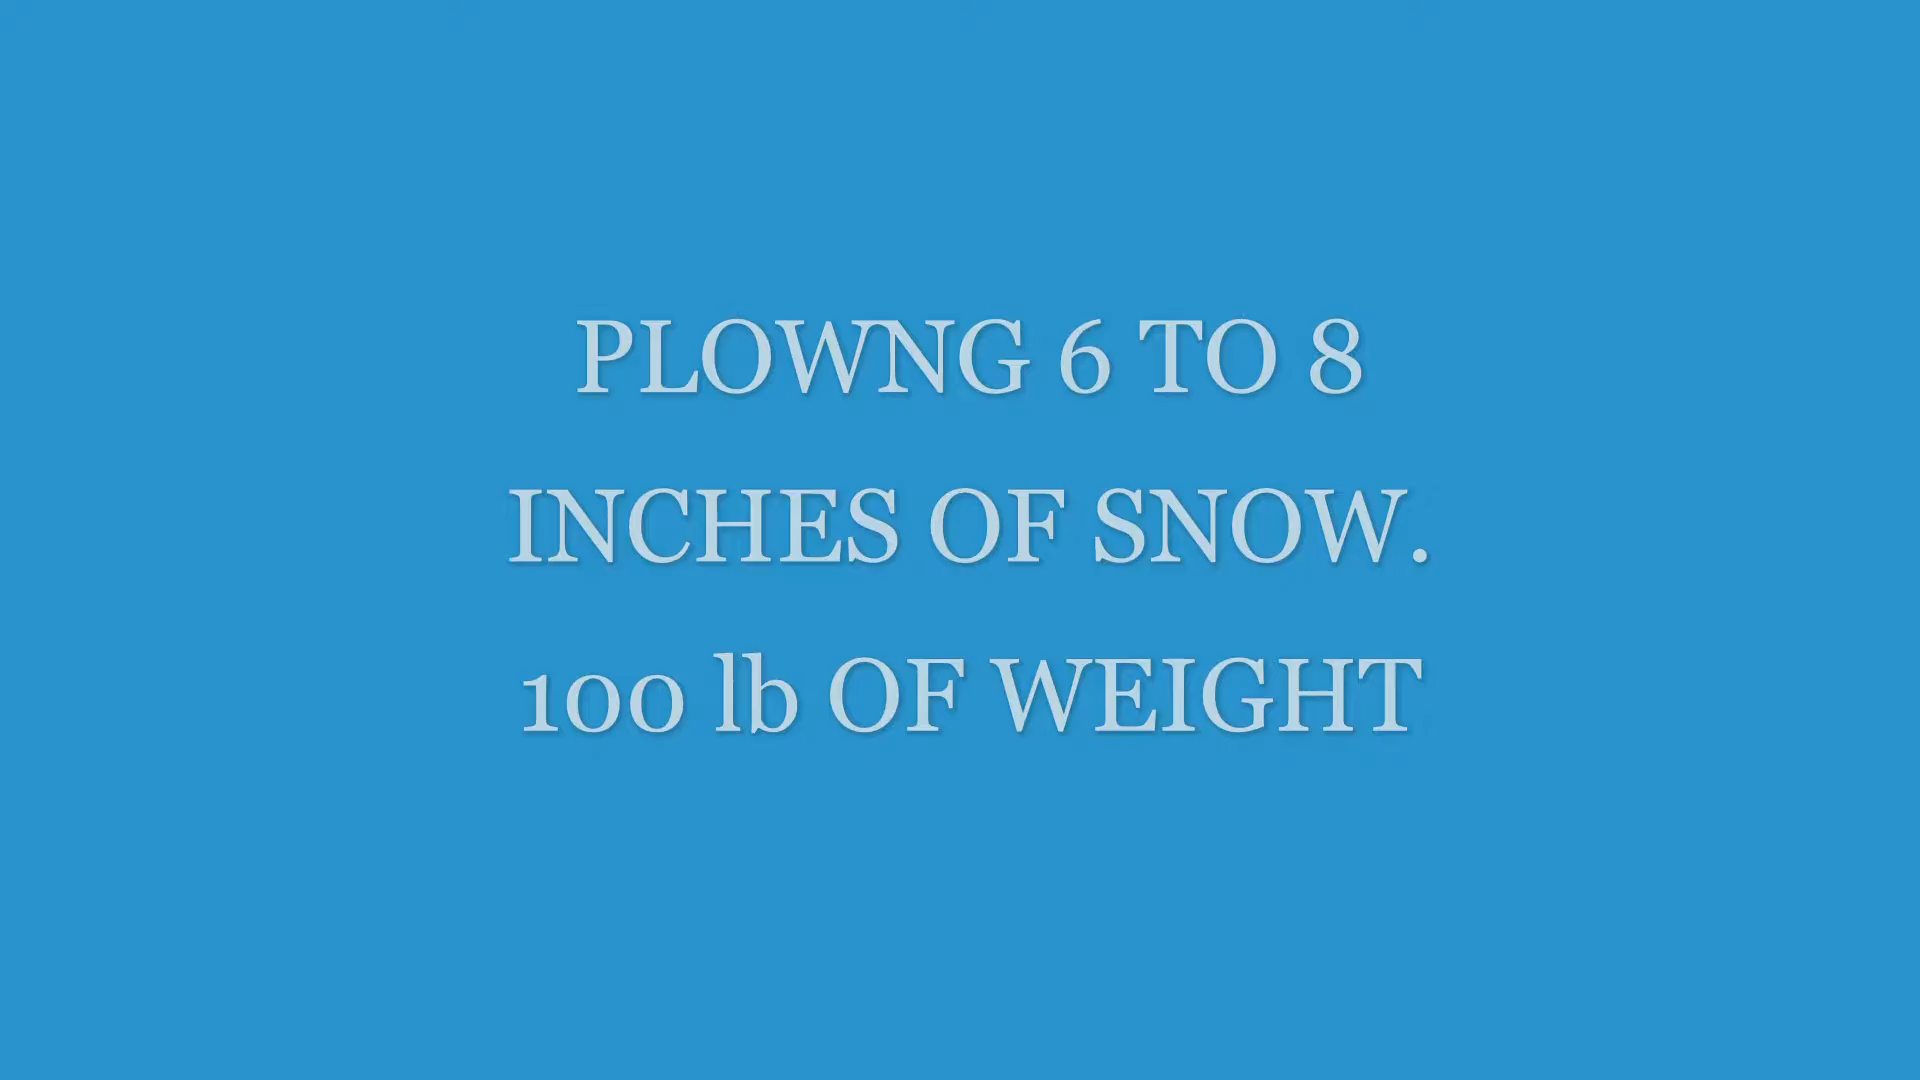 PLOWNG 6 TO 8
INCHES OF SNOW.
100 lb OF WEIGHT